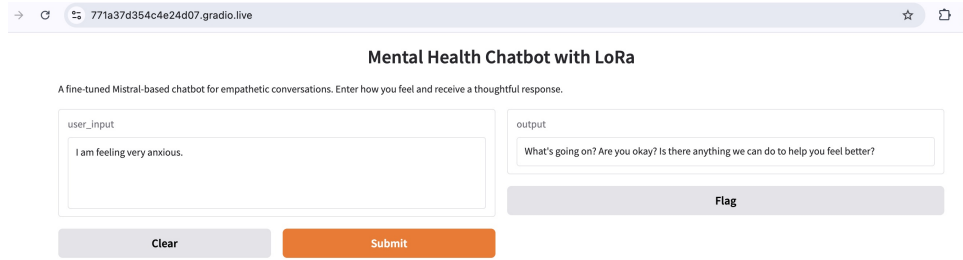 771a37d354c4e24d07.gradio.live
Mental Health Chatbot with LoRa
A fine-tuned Mistral-based chatbot for empathetic conversations. Enter how you feel and receive a thoughtful response.
user_input
I am feeling very anxious.
Clear
Submit
output
What's going on? Are you okay? Is there anything we can do to help you feel better?
Flag